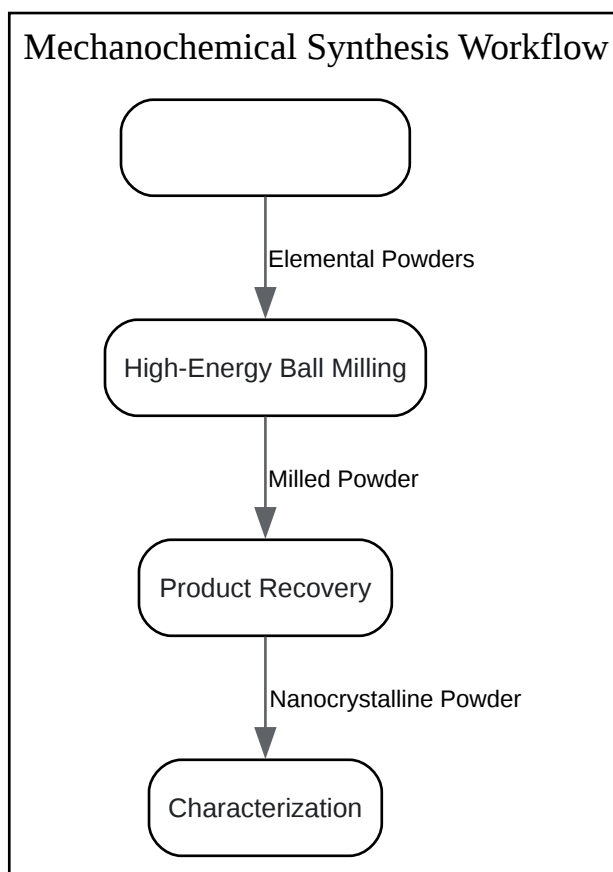 Mechanochemical Synthesis Workflow
Elemental Powders
High-Energy Ball Milling
Milled Powder
Product Recovery
Nanocrystalline Powder
Characterization